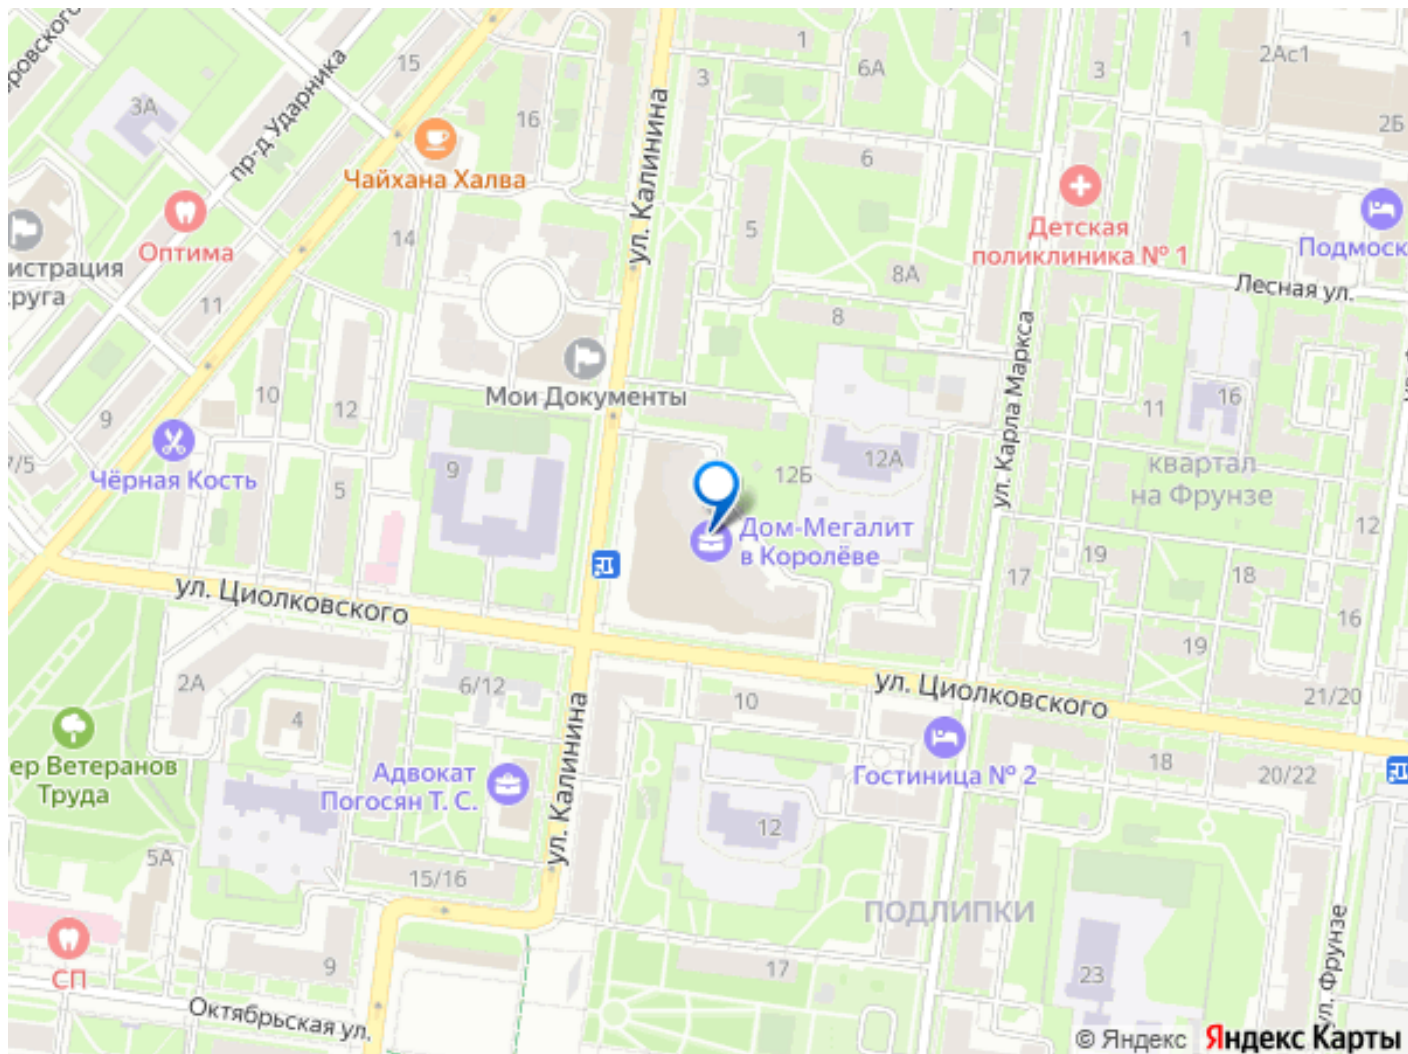 ровского
15
1
6А
3
3
1
2Ас1
3А
пр-д Ударника
16
ул. Калинина
2Б
6
Чайхана Халва
Оптима
14
5
Детская
поликлиника № 1
Подмоск
истрация
круга
8А
Лесная ул.
11
8
ул. Карла Маркса
Мои Документы
10
12
9
11
16
7/5
Чёрная Кость
9
5
12Б
12А
квартал
на Фрунзе
12
Дом-Мегалит
в Королёве
19
17
18
ул. Циолковского
16
19
2А
6/12
10
ул. Циолковского
21/20
4
ул. Калинина
ер Ветеранов
Труда
Адвокат
Погосян Т. С.
Гостиница № 2
18
20/22
12
5А
15/16
ПОДЛИПКИ
СП
9
17
23
ул. Фрунзе
Октябрьская ул.
© Яндекс Яндекс Карты